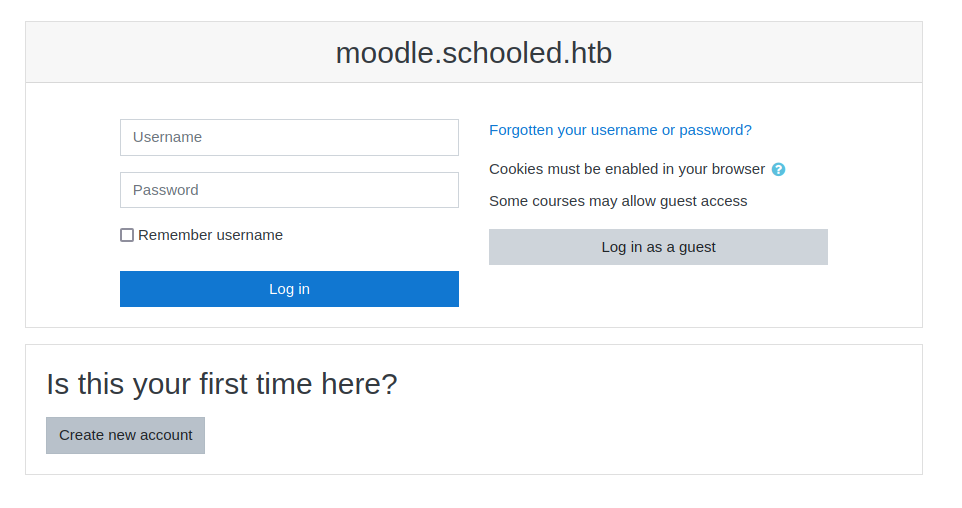 moodle.schooled.htb
Username
Password
Remember username
Log in
Forgotten your username or password?
Cookies must be enabled in your browser ?
Some courses may allow guest access
Log in as a guest
Is this your first time here?
Create new account